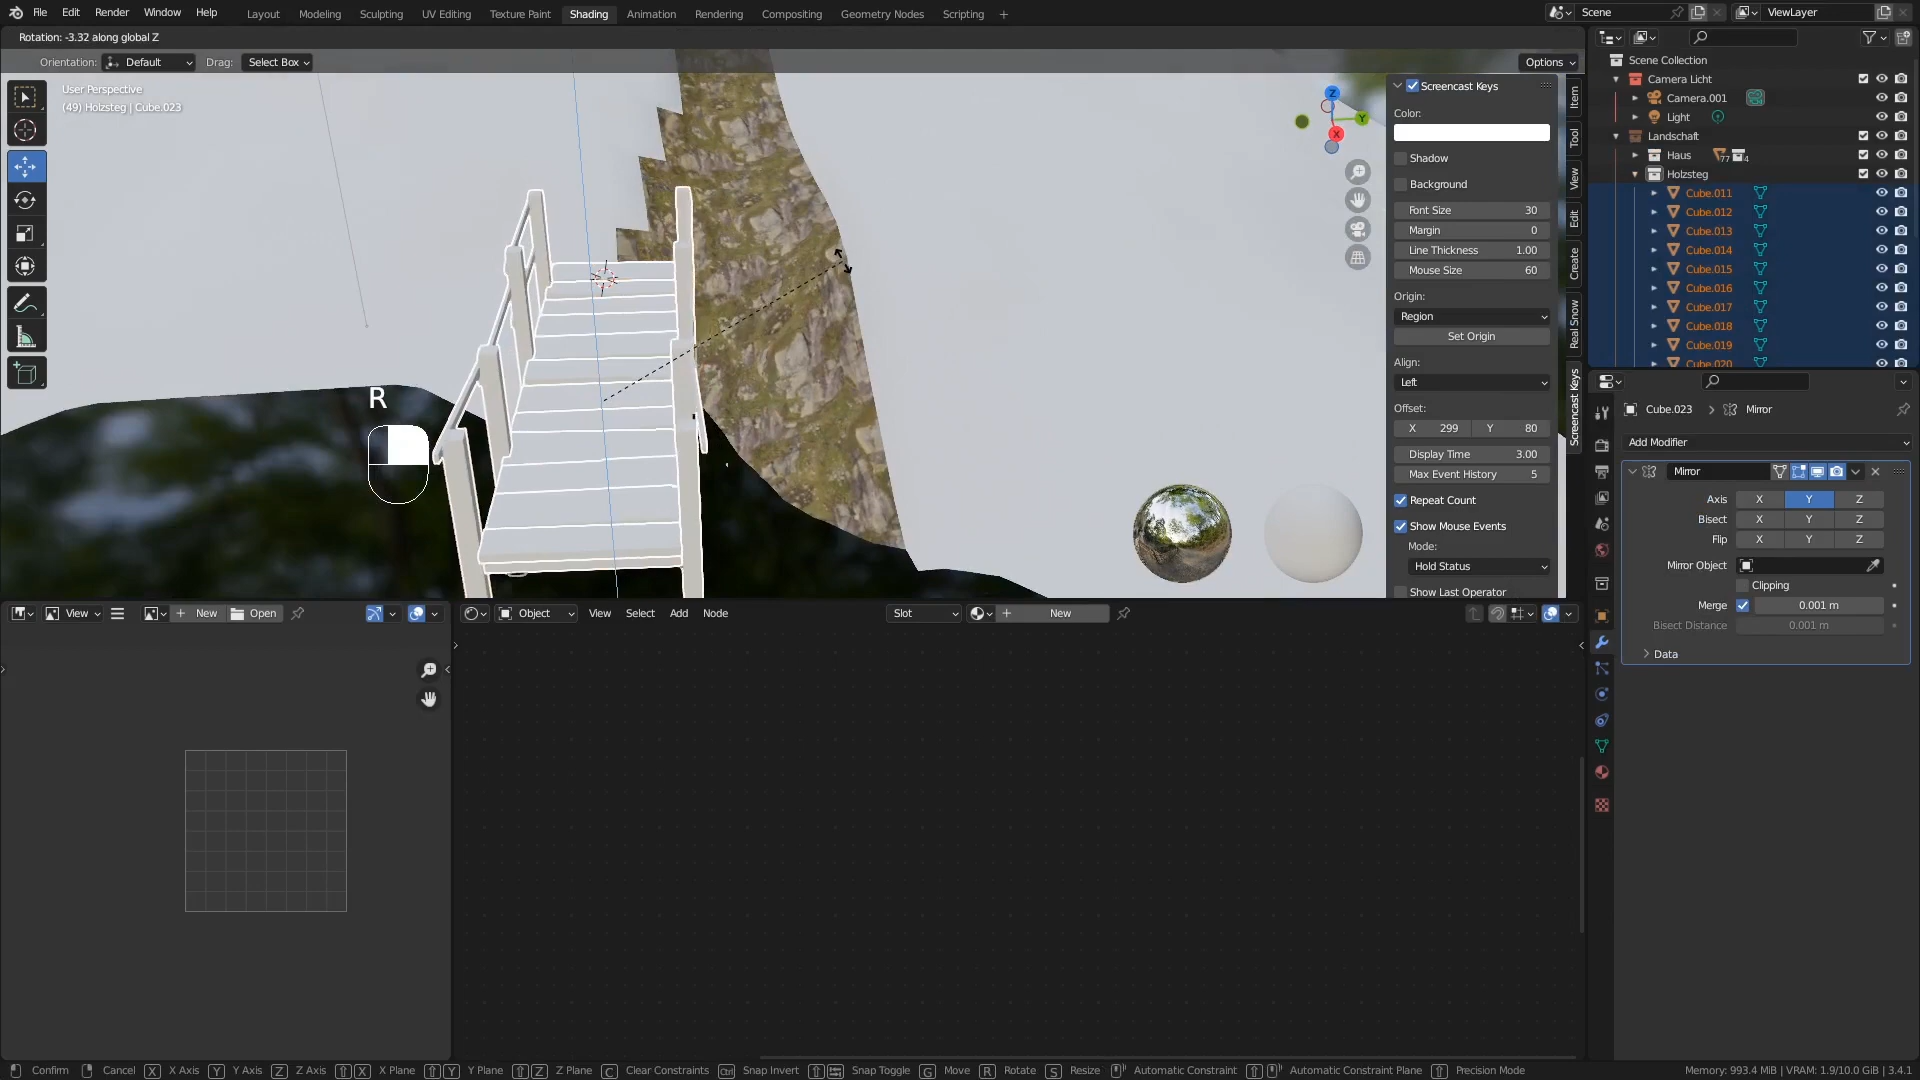 File Edit Render Window Help Layout Modeling Sculpting UV Editing Texture Paint Shading Animation Rendering Compositing Geometry Nodes Scripting + Scene ViewLayer
Rotation: -3.32 along global Z
Orientation: Default Drag: Select Box Options
User Perspective
(49) Holzsteg | Cube.023
Z
Y
X
R
Screencast Keys
Color:
Shadow
Background
Font Size 30
Margin 0
Line Thickness 1.00
Mouse Size 60
Origin:
Region
Set Origin
Align:
Left
Offset:
X 299 Y 80
Display Time 3.00
Max Event History 5
Repeat Count
Show Mouse Events
Mode:
Hold Status
Show Last Operator
Item
Tool
View
Edit
Create
Real Snow
Screencast Keys
Scene Collection
Camera Licht
Camera.001
Light
Landschaft
Haus 77 4
Holzsteg
Cube.011
Cube.012
Cube.013
Cube.014
Cube.015
Cube.016
Cube.017
Cube.018
Cube.019
Cube.020
Cube.023 > Mirror
Add Modifier
Mirror
Axis X Y Z
Bisect X Y Z
Flip X Y Z
Mirror Object
Clipping
Merge 0.001 m
Bisect Distance 0.001 m
Data
View + New Open
Object View Select Add Node Slot + New
Confirm Cancel X X Axis Y Y Axis Z Z Axis X X Plane Y Y Plane Z Z Plane C Clear Constraints Ctrl Snap Invert Snap Toggle G Move R Rotate S Resize Automatic Constraint Automatic Constraint Plane Precision Mode Memory: 993.4 MiB | VRAM: 1.9/10.0 GiB | 3.4.1